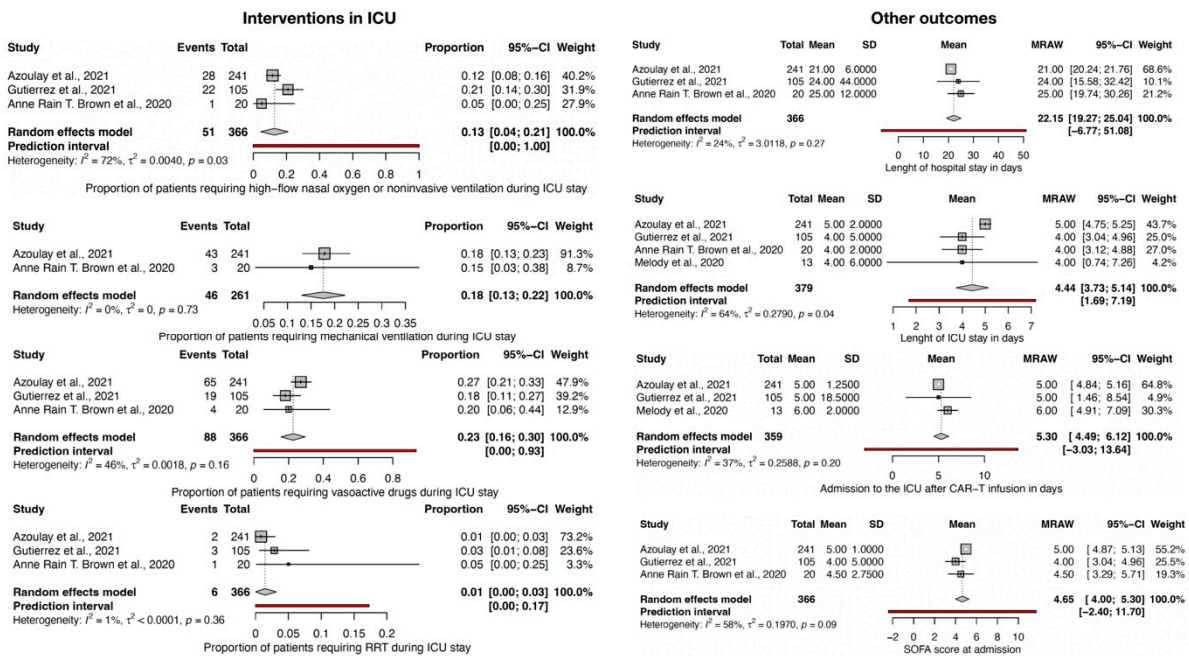 Interventions in ICU
Study Events Total Proportion 95%−CI Weight
Azoulay et al., 2021 28 241 0.12 [0.08; 0.16] 40.2%
Gutierrez et al., 2021 22 105 0.21 [0.14; 0.30] 31.9%
Anne Rain T. Brown et al., 2020 1 20 0.05 [0.00; 0.25] 27.9%
Random effects model 51 366 0.13 [0.04; 0.21] 100.0%
Prediction interval [0.00; 1.00]
Heterogeneity: I² = 72%, τ² = 0.0040, p = 0.03
0 0.2 0.4 0.6 0.8 1
Proportion of patients requiring high−flow nasal oxygen or noninvasive ventilation during ICU stay
Study Events Total Proportion 95%−CI Weight
Azoulay et al., 2021 43 241 0.18 [0.13; 0.23] 91.3%
Anne Rain T. Brown et al., 2020 3 20 0.15 [0.03; 0.38] 8.7%
Random effects model 46 261 0.18 [0.13; 0.22] 100.0%
Heterogeneity: I² = 0%, τ² = 0, p = 0.73
0.05 0.1 0.15 0.2 0.25 0.3 0.35
Proportion of patients requiring mechanical ventilation during ICU stay
Study Events Total Proportion 95%−CI Weight
Azoulay et al., 2021 65 241 0.27 [0.21; 0.33] 47.9%
Gutierrez et al., 2021 19 105 0.18 [0.11; 0.27] 39.2%
Anne Rain T. Brown et al., 2020 4 20 0.20 [0.06; 0.44] 12.9%
Random effects model 88 366 0.23 [0.16; 0.30] 100.0%
Prediction interval [0.00; 0.93]
Heterogeneity: I² = 46%, τ² = 0.0018, p = 0.16
0 0.2 0.4 0.6 0.8
Proportion of patients requiring vasoactive drugs during ICU stay
Study Events Total Proportion 95%−CI Weight
Azoulay et al., 2021 2 241 0.01 [0.00; 0.03] 73.2%
Gutierrez et al., 2021 3 105 0.03 [0.01; 0.08] 23.6%
Anne Rain T. Brown et al., 2020 1 20 0.05 [0.00; 0.25] 3.3%
Random effects model 6 366 0.01 [0.00; 0.03] 100.0%
Prediction interval [0.00; 0.17]
Heterogeneity: I² = 1%, τ² < 0.0001, p = 0.36
0 0.05 0.1 0.15 0.2
Proportion of patients requiring RRT during ICU stay
Other outcomes
Study Total Mean SD Mean MRAW 95%−CI Weight
Azoulay et al., 2021 241 21.00 6.0000 21.00 [20.24; 21.76] 68.6%
Gutierrez et al., 2021 105 24.00 44.0000 24.00 [15.58; 32.42] 10.1%
Anne Rain T. Brown et al., 2020 20 25.00 12.0000 25.00 [19.74; 30.26] 21.2%
Random effects model 366 22.15 [19.27; 25.04] 100.0%
Prediction interval [−6.77; 51.08]
Heterogeneity: I² = 24%, τ² = 3.0118, p = 0.27
0 10 20 30 40 50
Lenght of hospital stay in days
Study Total Mean SD Mean MRAW 95%−CI Weight
Azoulay et al., 2021 241 5.00 2.0000 5.00 [4.75; 5.25] 43.7%
Gutierrez et al., 2021 105 4.00 5.0000 4.00 [3.04; 4.96] 25.0%
Anne Rain T. Brown et al., 2020 20 4.00 2.0000 4.00 [3.12; 4.88] 27.0%
Melody et al., 2020 13 4.00 6.0000 4.00 [0.74; 7.26] 4.2%
Random effects model 379 4.44 [3.73; 5.14] 100.0%
Prediction interval [1.69; 7.19]
Heterogeneity: I² = 64%, τ² = 0.2790, p = 0.04
1 2 3 4 5 6 7
Lenght of ICU stay in days
Study Total Mean SD Mean MRAW 95%−CI Weight
Azoulay et al., 2021 241 5.00 1.2500 5.00 [ 4.84; 5.16] 64.8%
Gutierrez et al., 2021 105 5.00 18.5000 5.00 [ 1.46; 8.54] 4.9%
Melody et al., 2020 13 6.00 2.0000 6.00 [ 4.91; 7.09] 30.3%
Random effects model 359 5.30 [ 4.49; 6.12] 100.0%
Prediction interval [−3.03; 13.64]
Heterogeneity: I² = 37%, τ² = 0.2588, p = 0.20
0 5 10
Admission to the ICU after CAR−T infusion in days
Study Total Mean SD Mean MRAW 95%−CI Weight
Azoulay et al., 2021 241 5.00 1.0000 5.00 [ 4.87; 5.13] 55.2%
Gutierrez et al., 2021 105 4.00 5.0000 4.00 [ 3.04; 4.96] 25.5%
Anne Rain T. Brown et al., 2020 20 4.50 2.7500 4.50 [ 3.29; 5.71] 19.3%
Random effects model 366 4.65 [ 4.00; 5.30] 100.0%
Prediction interval [−2.40; 11.70]
Heterogeneity: I² = 58%, τ² = 0.1970, p = 0.09
−2 0 2 4 6 8 10
SOFA score at admission